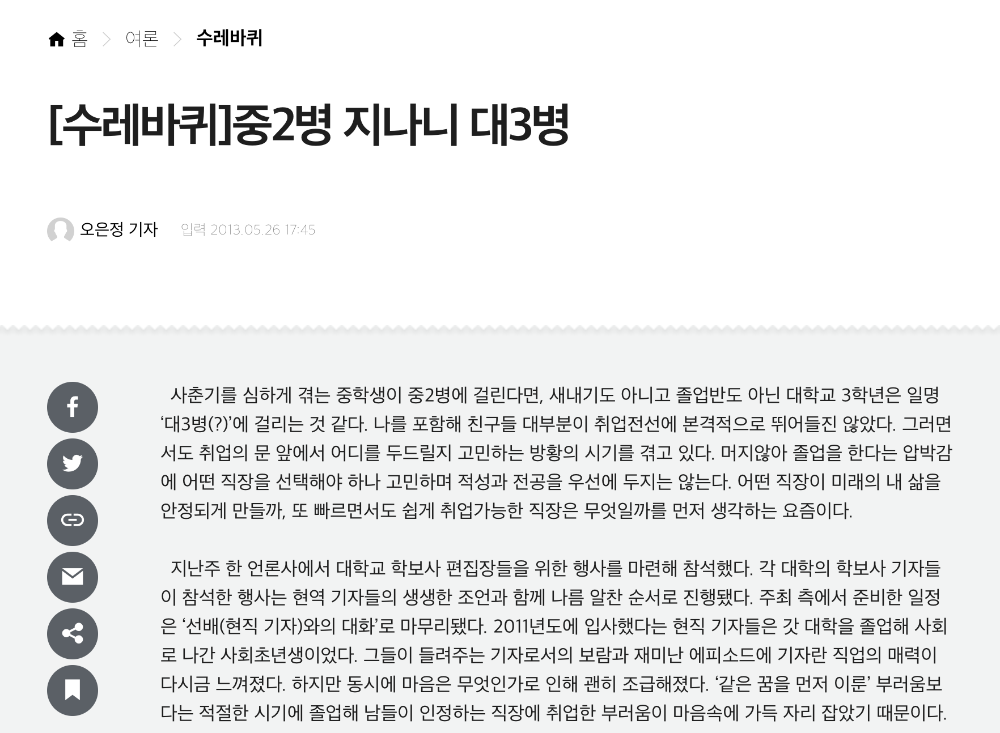 홈 여론 수레바퀴
[수레바퀴]중2병 지나니 대3병
오은정 기자 입력 2013.05.26 17:45
사춘기를 심하게 겪는 중학생이 중2병에 걸린다면, 새내기도 아니고 졸업반도 아닌 대학교 3학년은 일명
‘대3병(?)’에 걸리는 것 같다. 나를 포함해 친구들 대부분이 취업전선에 본격적으로 뛰어들진 않았다. 그러면
서도 취업의 문 앞에서 어디를 두드릴지 고민하는 방황의 시기를 겪고 있다. 머지않아 졸업을 한다는 압박감
에 어떤 직장을 선택해야 하나 고민하며 적성과 전공을 우선에 두지는 않는다. 어떤 직장이 미래의 내 삶을
안정되게 만들까, 또 빠르면서도 쉽게 취업가능한 직장은 무엇일까를 먼저 생각하는 요즘이다.
지난주 한 언론사에서 대학교 학보사 편집장들을 위한 행사를 마련해 참석했다. 각 대학의 학보사 기자들
이 참석한 행사는 현역 기자들의 생생한 조언과 함께 나름 알찬 순서로 진행됐다. 주최 측에서 준비한 일정
은 ‘선배(현직 기자)와의 대화’로 마무리됐다. 2011년도에 입사했다는 현직 기자들은 갓 대학을 졸업해 사회
로 나간 사회초년생이었다. 그들이 들려주는 기자로서의 보람과 재미난 에피소드에 기자란 직업의 매력이
다시금 느껴졌다. 하지만 동시에 마음은 무엇인가로 인해 괜히 조급해졌다. ‘같은 꿈을 먼저 이룬’ 부러움보
다는 적절한 시기에 졸업해 남들이 인정하는 직장에 취업한 부러움이 마음속에 가득 자리 잡았기 때문이다.